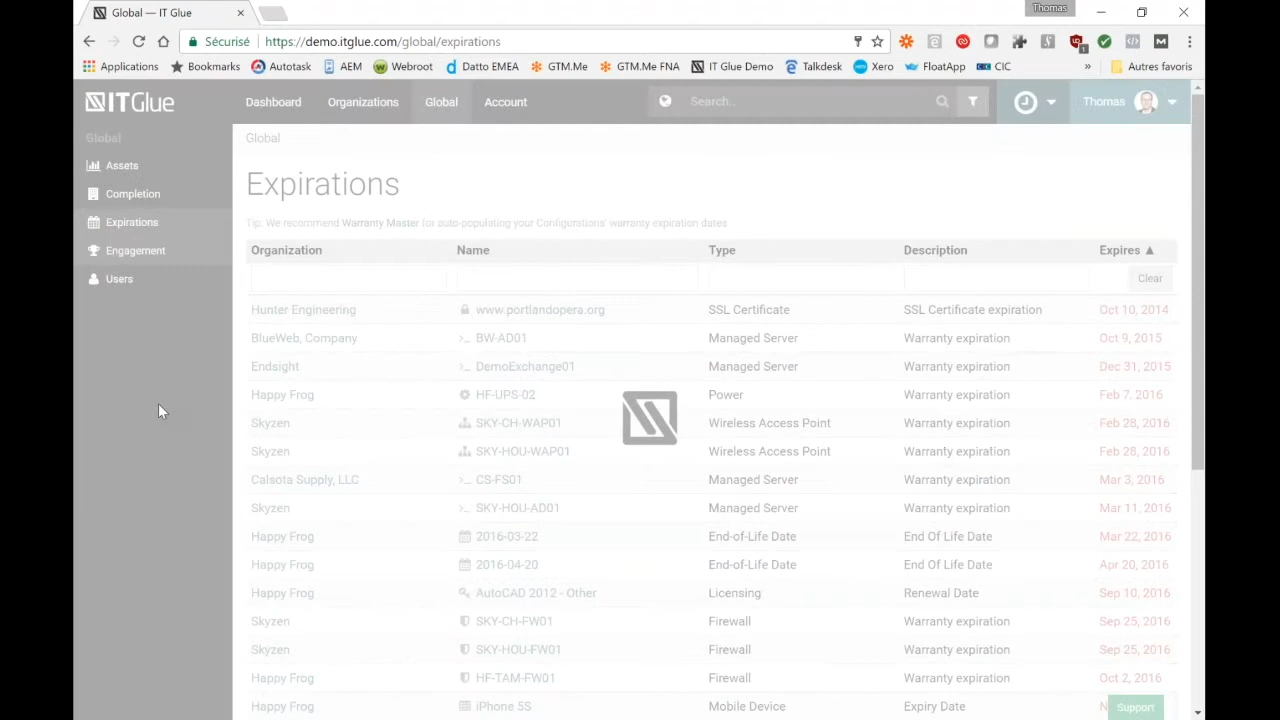 Global — IT Glue
Thomas
Sécurisé https://demo.itglue.com/global/expirations
Applications Bookmarks Autotask AEM Webroot Datto EMEA GTM.Me GTM.Me FNA IT Glue Demo Talkdesk Xero FloatApp CIC » Autres favoris
ITGlue Dashboard Organizations Global Account Search.. Thomas
Global
Assets
Completion
Expirations
Engagement
Users
Global
Expirations
Tip: We recommend Warranty Master for auto-populating your Configurations' warranty expiration dates
Organization Name Type Description Expires ▲
Clear
Hunter Engineering www.portlandopera.org SSL Certificate SSL Certificate expiration Oct 10, 2014
BlueWeb, Company BW-AD01 Managed Server Warranty expiration Oct 9, 2015
Endsight DemoExchange01 Managed Server Warranty expiration Dec 31, 2015
Happy Frog HF-UPS-02 Power Warranty expiration Feb 7, 2016
Skyzen SKY-CH-WAP01 Wireless Access Point Warranty expiration Feb 28, 2016
Skyzen SKY-HOU-WAP01 Wireless Access Point Warranty expiration Feb 28, 2016
Calsota Supply, LLC CS-FS01 Managed Server Warranty expiration Mar 3, 2016
Skyzen SKY-HOU-AD01 Managed Server Warranty expiration Mar 11, 2016
Happy Frog 2016-03-22 End-of-Life Date End Of Life Date Mar 22, 2016
Happy Frog 2016-04-20 End-of-Life Date End Of Life Date Apr 20, 2016
Happy Frog AutoCAD 2012 - Other Licensing Renewal Date Sep 10, 2016
Skyzen SKY-CH-FW01 Firewall Warranty expiration Sep 25, 2016
Skyzen SKY-HOU-FW01 Firewall Warranty expiration Sep 25, 2016
Happy Frog HF-TAM-FW01 Firewall Warranty expiration Oct 2, 2016
Happy Frog iPhone 5S Mobile Device Expiry Date
Support